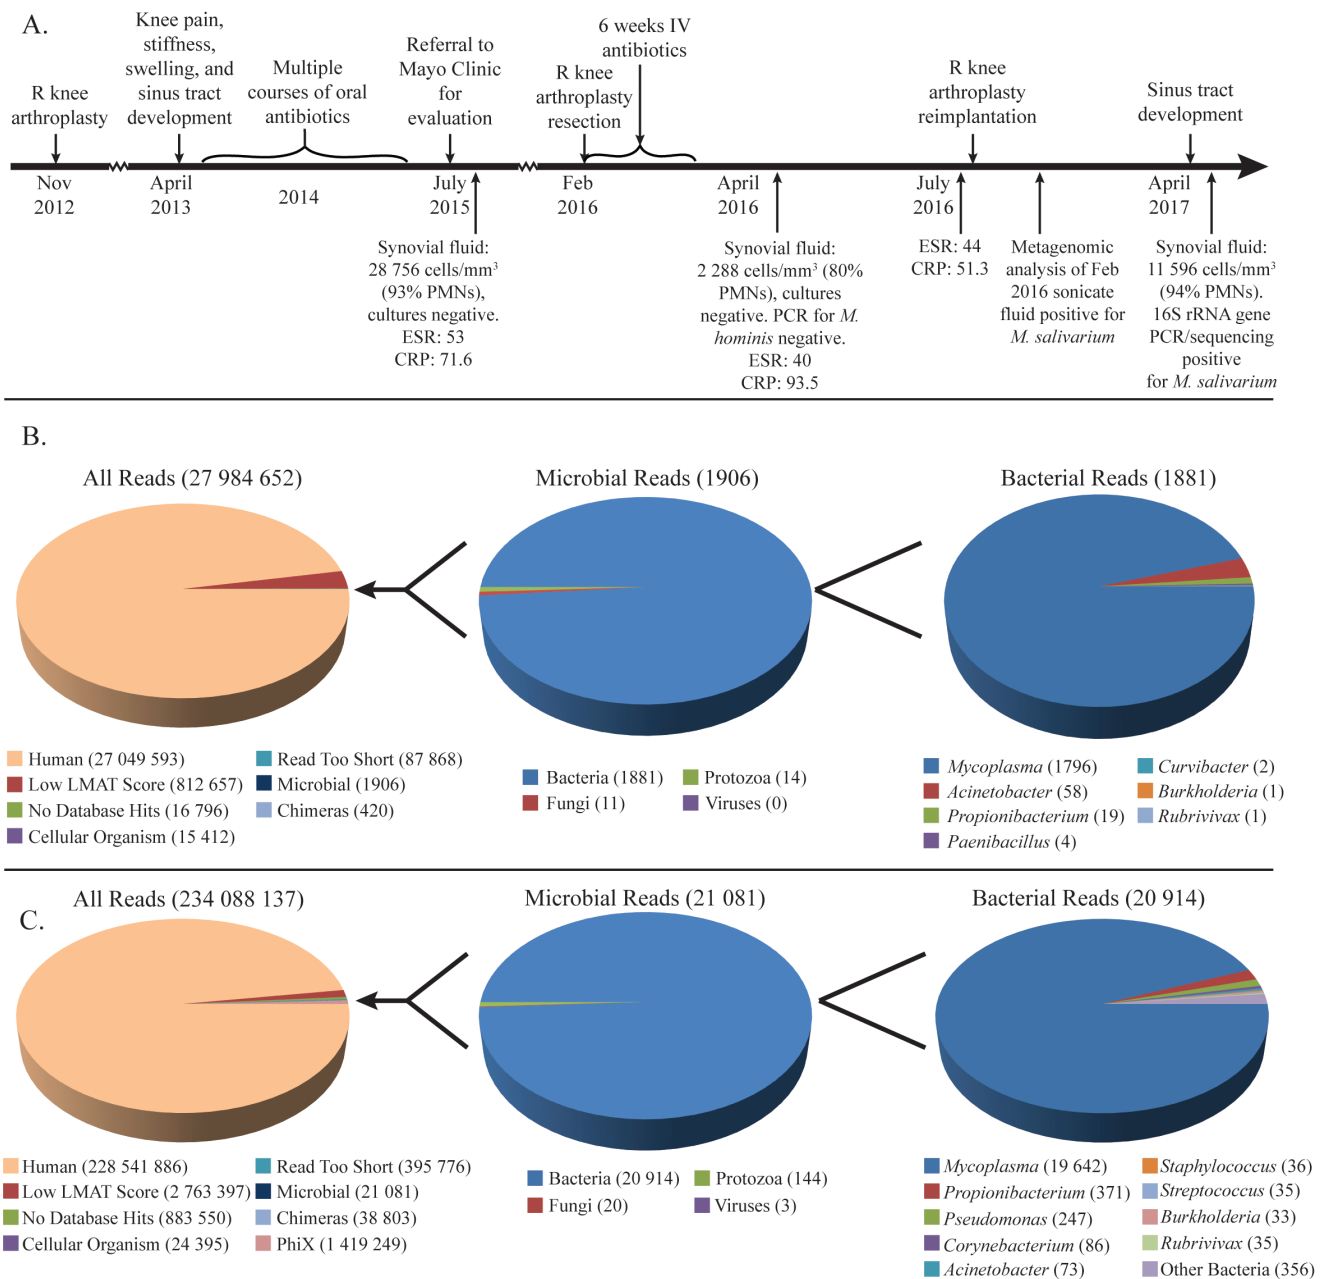 A.
R knee
arthroplasty
Knee pain,
stiffness,
swelling, and
sinus tract
development
Multiple
courses of oral
antibiotics
Referral to
Mayo Clinic
for
evaluation
R knee
arthroplasty
resection
6 weeks IV
antibiotics
R knee
arthroplasty
reimplantation
Sinus tract
development
Nov
2012
April
2013
2014
July
2015
Feb
2016
April
2016
July
2016
April
2017
Synovial fluid:
28 756 cells/mm³
(93% PMNs),
cultures negative.
ESR: 53
CRP: 71.6
Synovial fluid:
2 288 cells/mm³ (80%
PMNs), cultures
negative. PCR for M.
hominis negative.
ESR: 40
CRP: 93.5
ESR: 44
CRP: 51.3
Metagenomic
analysis of Feb
2016 sonicate
fluid positive for
M. salivarium
Synovial fluid:
11 596 cells/mm³
(94% PMNs).
16S rRNA gene
PCR/sequencing
positive
for M. salivarium
B.
All Reads (27 984 652)
Human (27 049 593)
Low LMAT Score (812 657)
No Database Hits (16 796)
Cellular Organism (15 412)
Read Too Short (87 868)
Microbial (1906)
Chimeras (420)
Microbial Reads (1906)
Bacteria (1881)
Fungi (11)
Protozoa (14)
Viruses (0)
Bacterial Reads (1881)
Mycoplasma (1796)
Acinetobacter (58)
Propionibacterium (19)
Paenibacillus (4)
Curvibacter (2)
Burkholderia (1)
Rubrivivax (1)
C.
All Reads (234 088 137)
Human (228 541 886)
Low LMAT Score (2 763 397)
No Database Hits (883 550)
Cellular Organism (24 395)
Read Too Short (395 776)
Microbial (21 081)
Chimeras (38 803)
PhiX (1 419 249)
Microbial Reads (21 081)
Bacteria (20 914)
Fungi (20)
Protozoa (144)
Viruses (3)
Bacterial Reads (20 914)
Mycoplasma (19 642)
Propionibacterium (371)
Pseudomonas (247)
Corynebacterium (86)
Acinetobacter (73)
Staphylococcus (36)
Streptococcus (35)
Burkholderia (33)
Rubrivivax (35)
Other Bacteria (356)